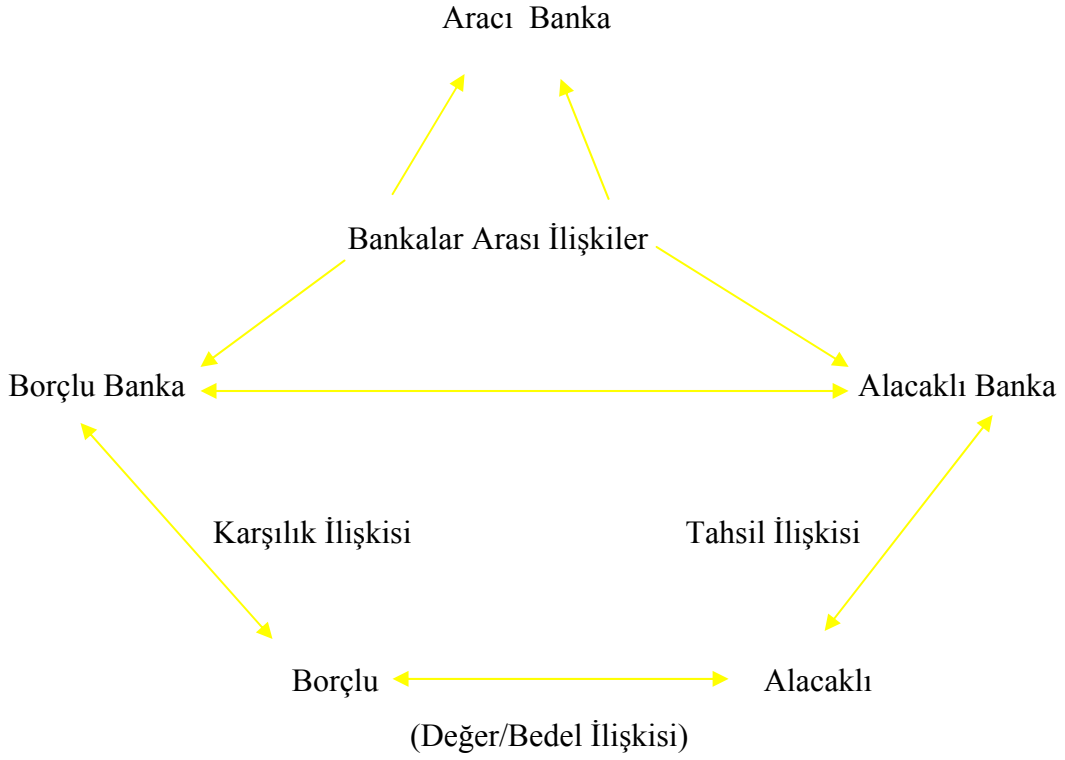 Aracı Banka
Bankalar Arası İlişkiler
Borçlu Banka
Alacaklı Banka
Karşılık İlişkisi
Tahsil İlişkisi
Borçlu
Alacaklı
(Değer/Bedel İlişkisi)